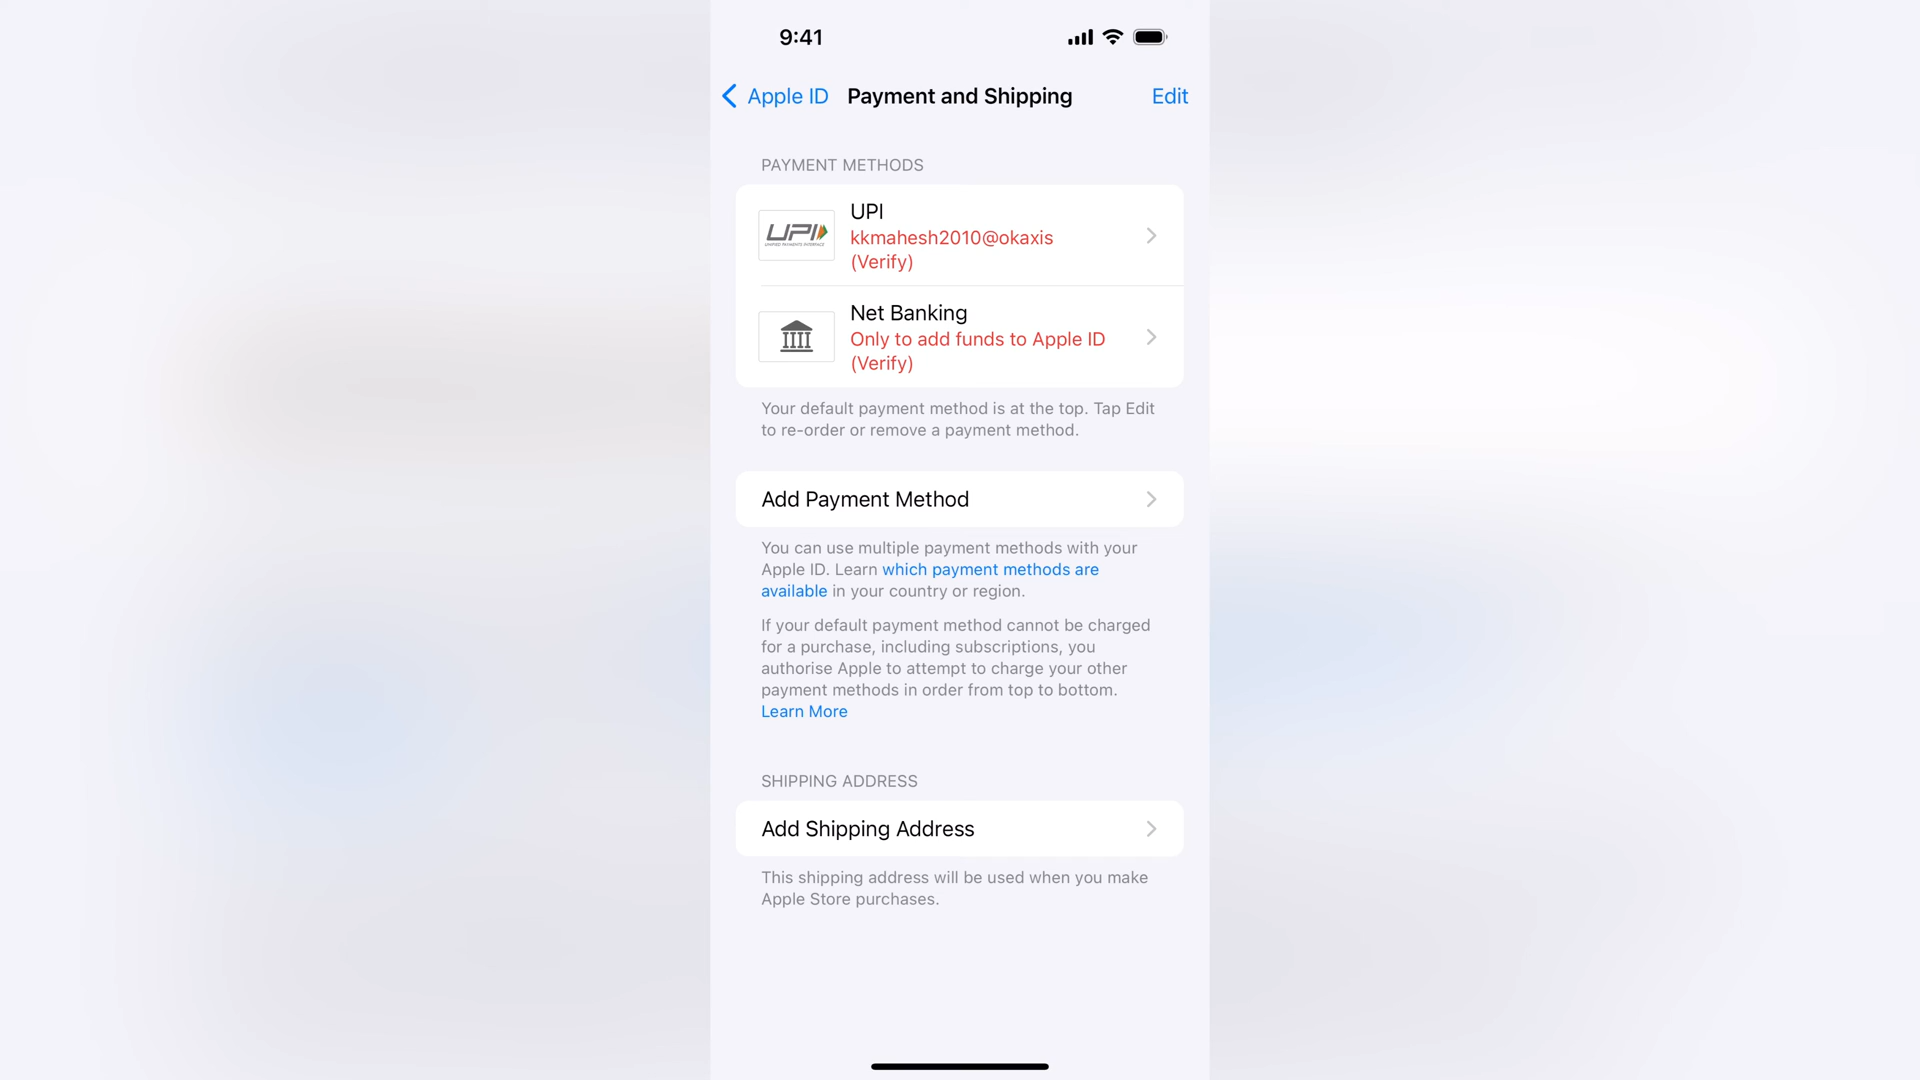 9:41
Apple ID Payment and Shipping Edit
PAYMENT METHODS
UPI
UPI
UNIFIED PAYMENTS INTERFACE
kkmahesh2010@okaxis
(Verify)
Net Banking
Only to add funds to Apple ID
(Verify)
Your default payment method is at the top. Tap Edit
to re-order or remove a payment method.
Add Payment Method
You can use multiple payment methods with your
Apple ID. Learn which payment methods are
available in your country or region.
If your default payment method cannot be charged
for a purchase, including subscriptions, you
authorise Apple to attempt to charge your other
payment methods in order from top to bottom.
Learn More
SHIPPING ADDRESS
Add Shipping Address
This shipping address will be used when you make
Apple Store purchases.